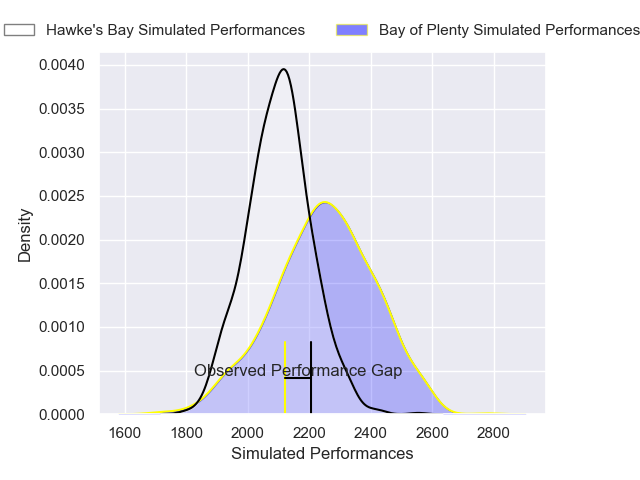 Hawke's Bay Simulated Performances
Bay of Plenty Simulated Performances
0.0040
0.0035
0.0030
0.0025
0.0020
0.0015
0.0010
0.0005
0.0000
Density
Observed Performance Gap
1600 1800 2000 2200 2400 2600 2800
Simulated Performances